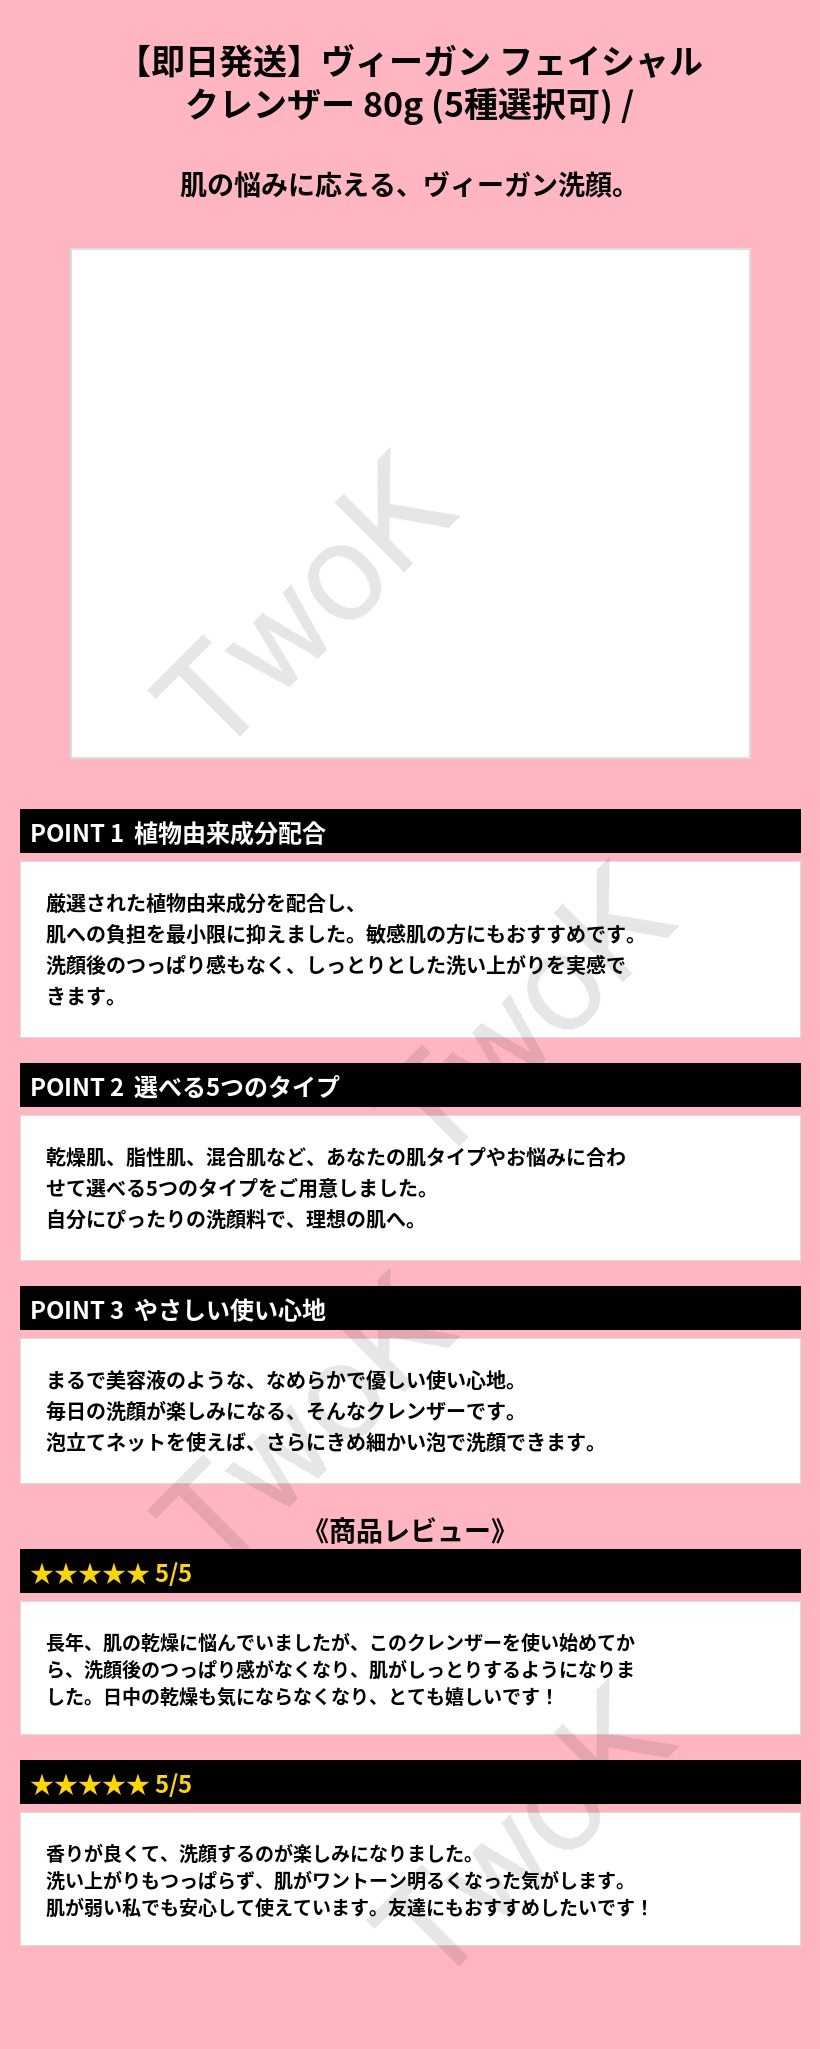 【即日発送】ヴィーガン フェイシャル
クレンザー 80g (5種選択可) /
肌の悩みに応える、ヴィーガン洗顔。
TwoK
POINT 1 植物由来成分配合
厳選された植物由来成分を配合し、
肌への負担を最小限に抑えました。敏感肌の方にもおすすめです。
洗顔後のつっぱり感もなく、しっとりとした洗い上がりを実感で
きます。
TwoK
POINT 2 選べる5つのタイプ
乾燥肌、脂性肌、混合肌など、あなたの肌タイプやお悩みに合わ
せて選べる5つのタイプをご用意しました。
自分にぴったりの洗顔料で、理想の肌へ。
POINT 3 やさしい使い心地
まるで美容液のような、なめらかで優しい使い心地。
毎日の洗顔が楽しみになる、そんなクレンザーです。
泡立てネットを使えば、さらにきめ細かい泡で洗顔できます。
TwoK
《商品レビュー》
★★★★★ 5/5
長年、肌の乾燥に悩んでいましたが、このクレンザーを使い始めてか
ら、洗顔後のつっぱり感がなくなり、肌がしっとりするようになりま
した。日中の乾燥も気にならなくなり、とても嬉しいです！
★★★★★ 5/5
香りが良くて、洗顔するのが楽しみになりました。
洗い上がりもつっぱらず、肌がワントーン明るくなった気がします。
肌が弱い私でも安心して使えています。友達にもおすすめしたいです！
TwoK